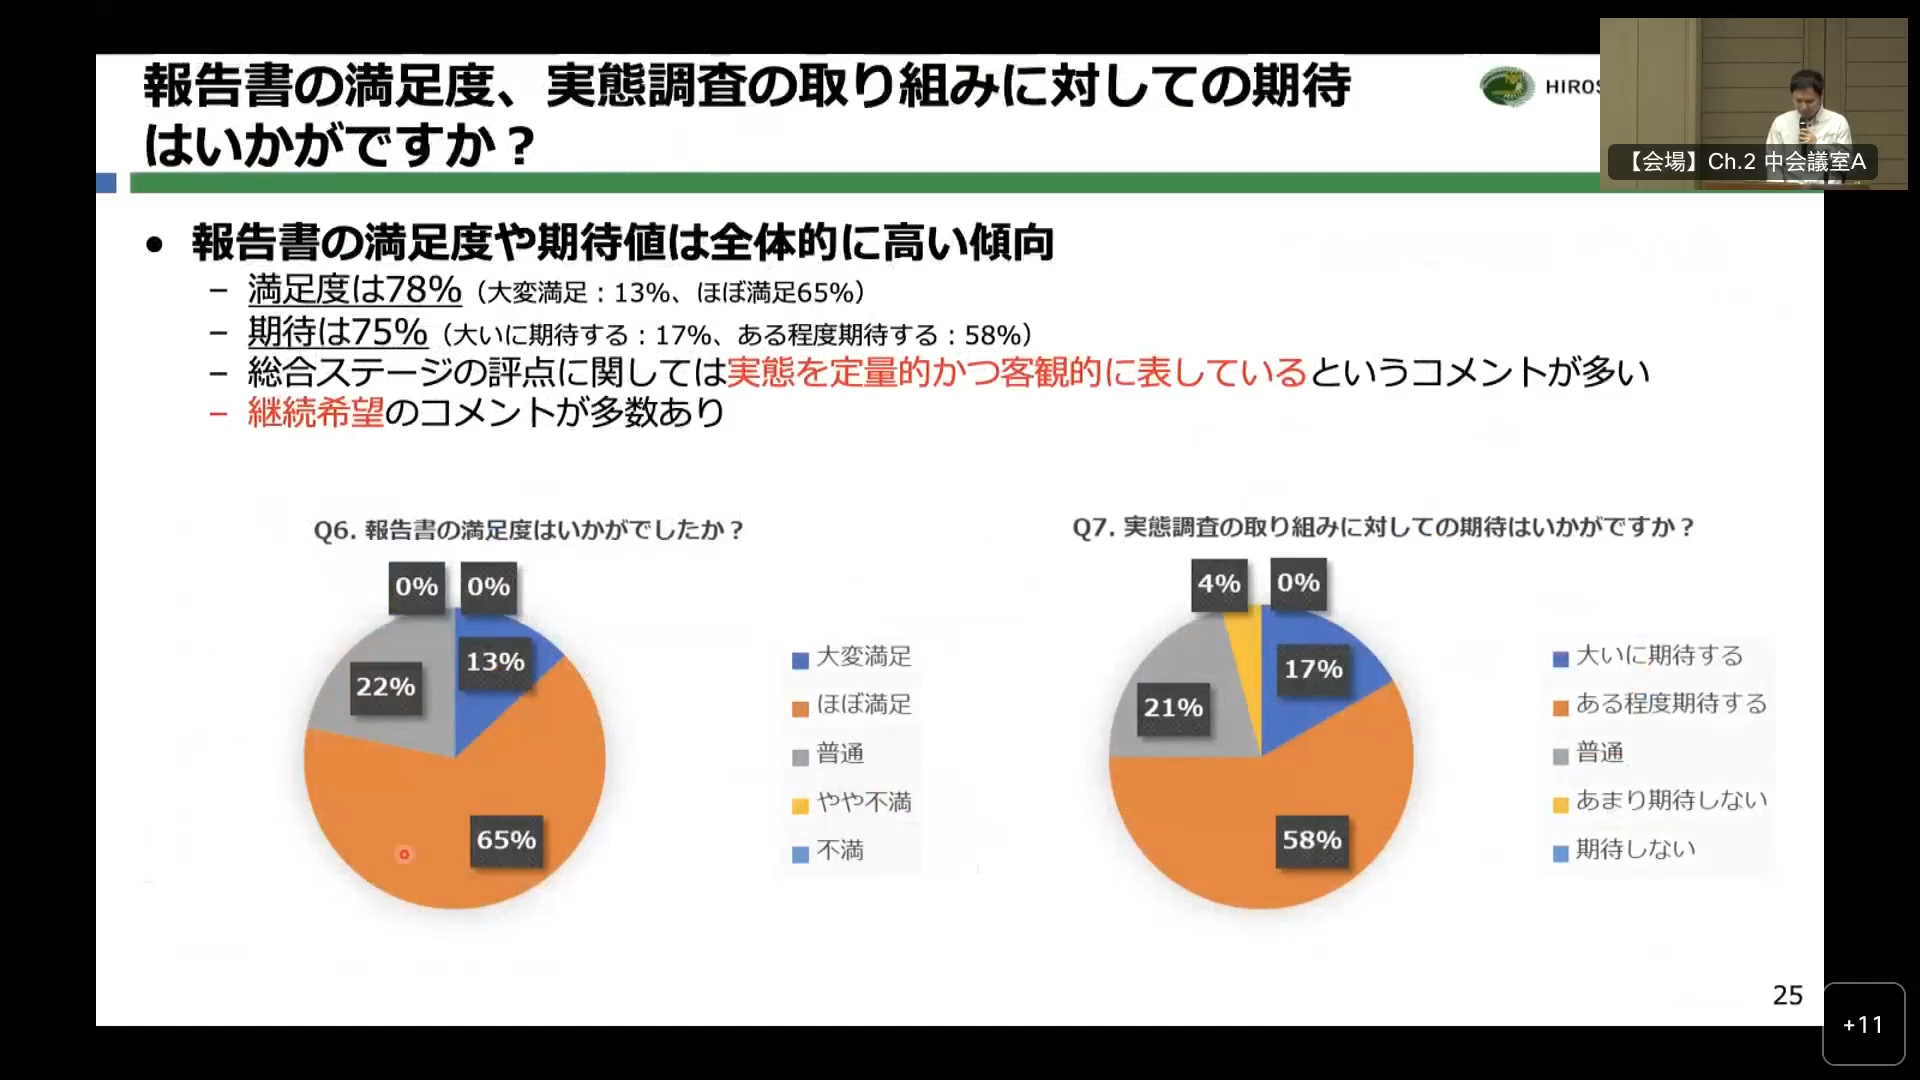 報告書の満足度、実態調査の取り組みに対しての期待
はいかがですか？
HIROS
【会場】Ch.2 中会議室A
• 報告書の満足度や期待値は全体的に高い傾向
– 満足度は78%（大変満足：13%、ほぼ満足65%）
– 期待は75%（大いに期待する：17%、ある程度期待する：58%）
– 総合ステージの評点に関しては実態を定量的かつ客観的に表しているというコメントが多い
– 継続希望のコメントが多数あり
Q6. 報告書の満足度はいかがでしたか？
0% 0%
13%
22%
65%
大変満足
ほぼ満足
普通
やや不満
不満
Q7. 実態調査の取り組みに対しての期待はいかがですか？
4% 0%
17%
21%
58%
大いに期待する
ある程度期待する
普通
あまり期待しない
期待しない
25
+11